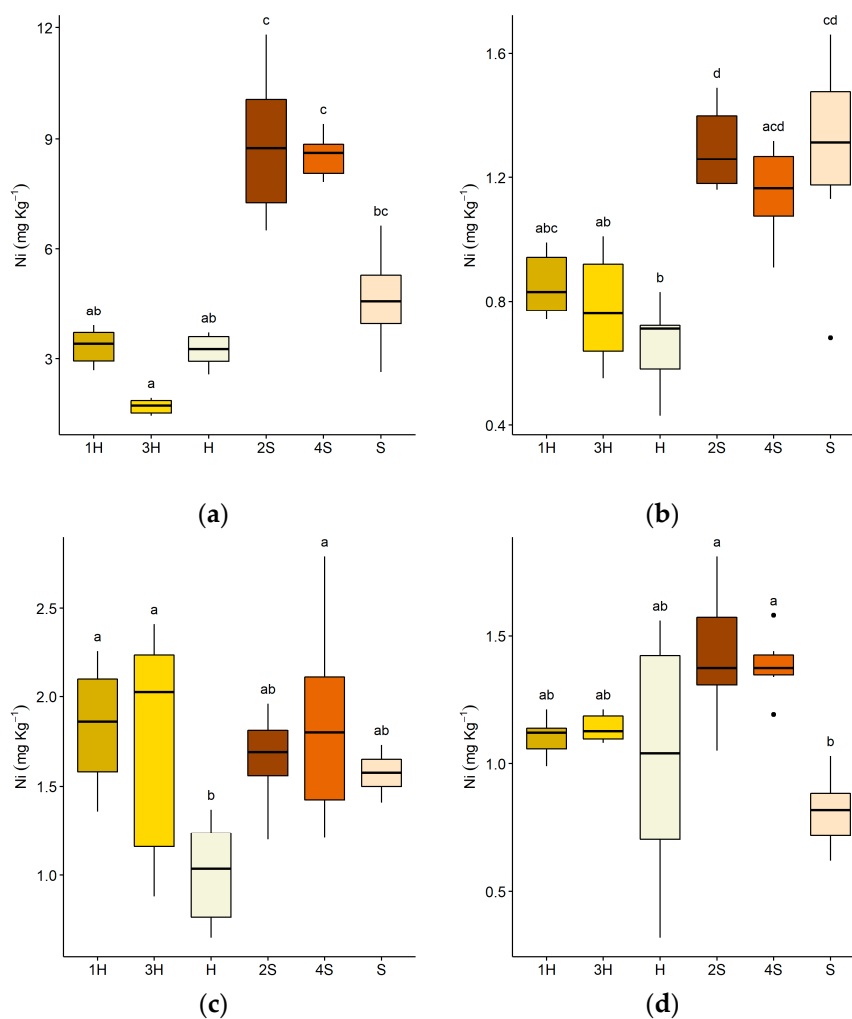 12
9
6
3
Ni (mg Kg⁻¹)
ab
a
ab
c
c
bc
1H 3H H 2S 4S S
(a)
1.6
1.2
0.8
0.4
Ni (mg Kg⁻¹)
abc
ab
b
d
acd
cd
1H 3H H 2S 4S S
(b)
2.5
2.0
1.5
1.0
Ni (mg Kg⁻¹)
a
a
b
ab
a
ab
1H 3H H 2S 4S S
(c)
1.5
1.0
0.5
Ni (mg Kg⁻¹)
ab
ab
ab
a
a
b
1H 3H H 2S 4S S
(d)